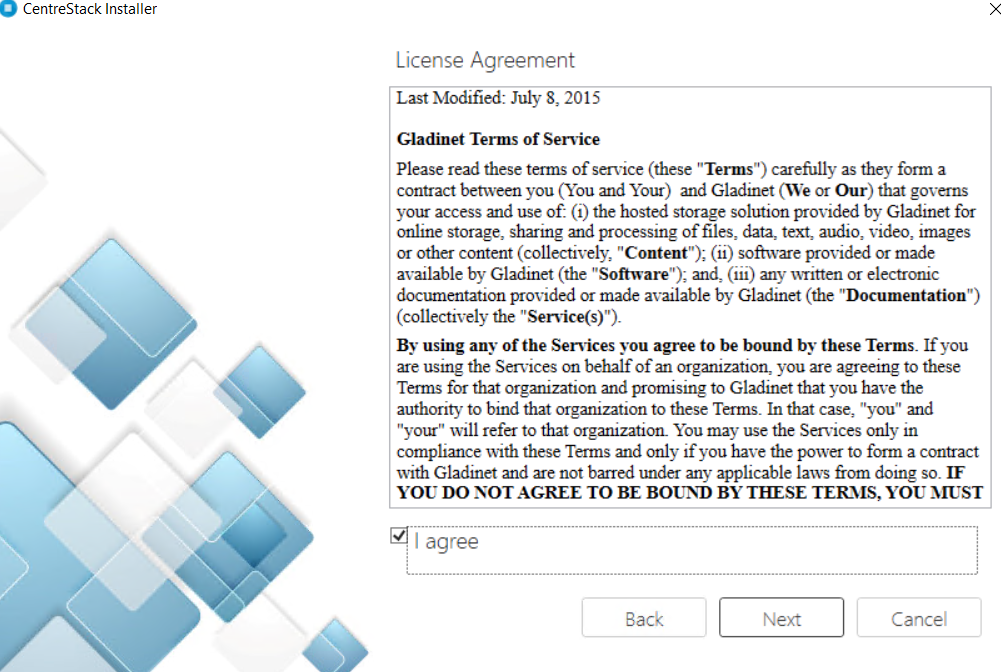 CentreStack Installer
License Agreement
Last Modified: July 8, 2015
Gladinet Terms of Service
Please read these terms of service (these "Terms") carefully as they form a
contract between you (You and Your)  and Gladinet (We or Our) that governs
your access and use of: (i) the hosted storage solution provided by Gladinet for
online storage, sharing and processing of files, data, text, audio, video, images
or other content (collectively, "Content"); (ii) software provided or made
available by Gladinet (the "Software"); and, (iii) any written or electronic
documentation provided or made available by Gladinet (the "Documentation")
(collectively the "Service(s)").
By using any of the Services you agree to be bound by these Terms. If you
are using the Services on behalf of an organization, you are agreeing to these
Terms for that organization and promising to Gladinet that you have the
authority to bind that organization to these Terms. In that case, "you" and
"your" will refer to that organization. You may use the Services only in
compliance with these Terms and only if you have the power to form a contract
with Gladinet and are not barred under any applicable laws from doing so. IF
YOU DO NOT AGREE TO BE BOUND BY THESE TERMS, YOU MUST
I agree
Back Next Cancel